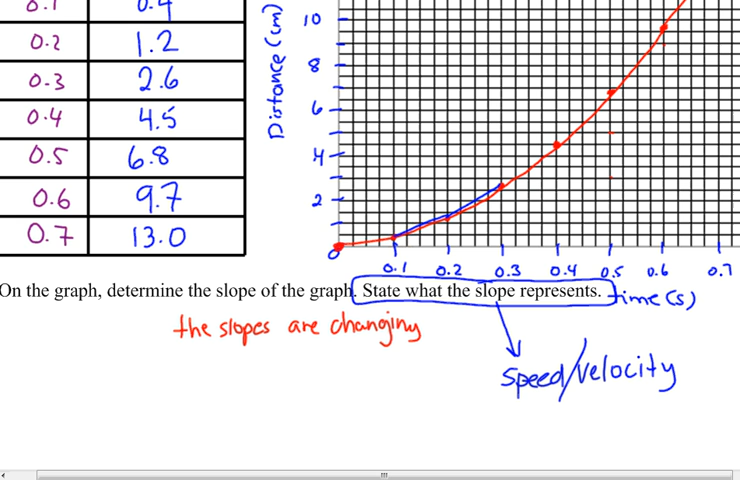 0.1 0.4
0.2 1.2
0.3 2.6
0.4 4.5
0.5 6.8
0.6 9.7
0.7 13.0
Distance (cm)
10
8
6
4
2
0
0.1 0.2 0.3 0.4 0.5 0.6 0.7
time (s)
On the graph, determine the slope of the graph. State what the slope represents.
the slopes are changing
speed/velocity